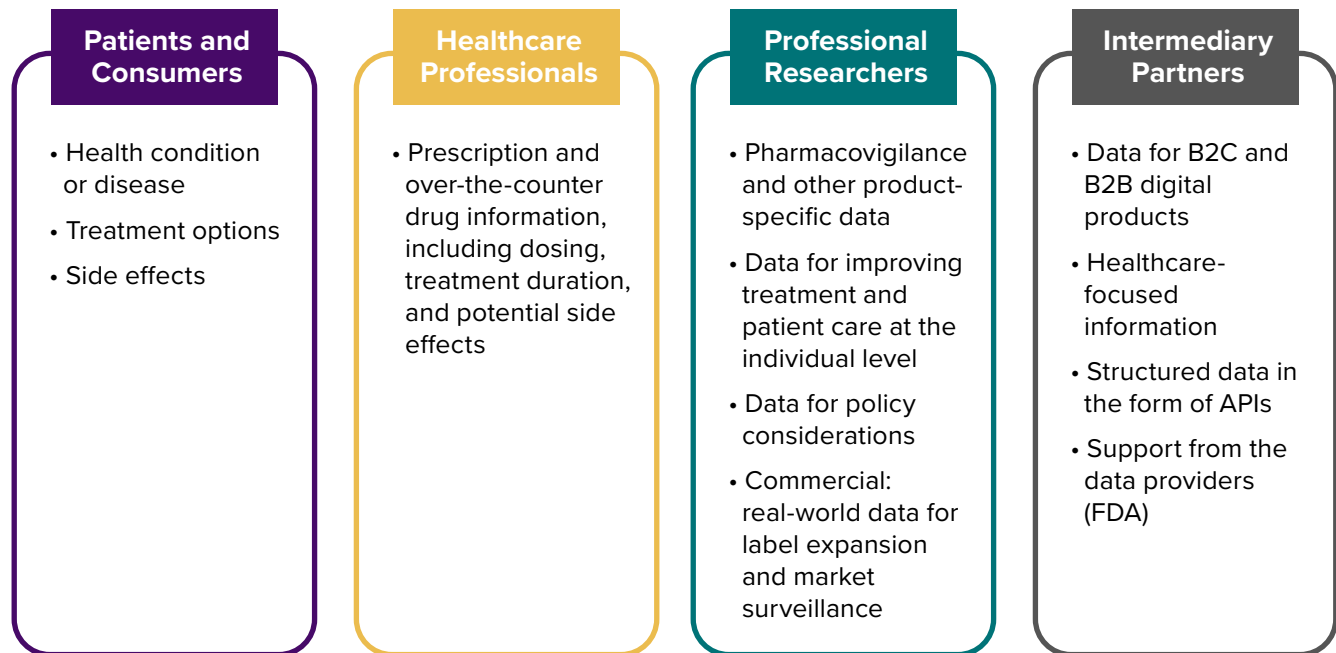 Patients and
Consumers
• Health condition
or disease
• Treatment options
• Side effects
Healthcare
Professionals
• Prescription and
over-the-counter
drug information,
including dosing,
treatment duration,
and potential side
effects
Professional
Researchers
• Pharmacovigilance
and other product-
specific data
• Data for improving
treatment and
patient care at the
individual level
• Data for policy
considerations
• Commercial:
real-world data for
label expansion
and market
surveillance
Intermediary
Partners
• Data for B2C and
B2B digital
products
• Healthcare-
focused
information
• Structured data in
the form of APIs
• Support from the
data providers
(FDA)